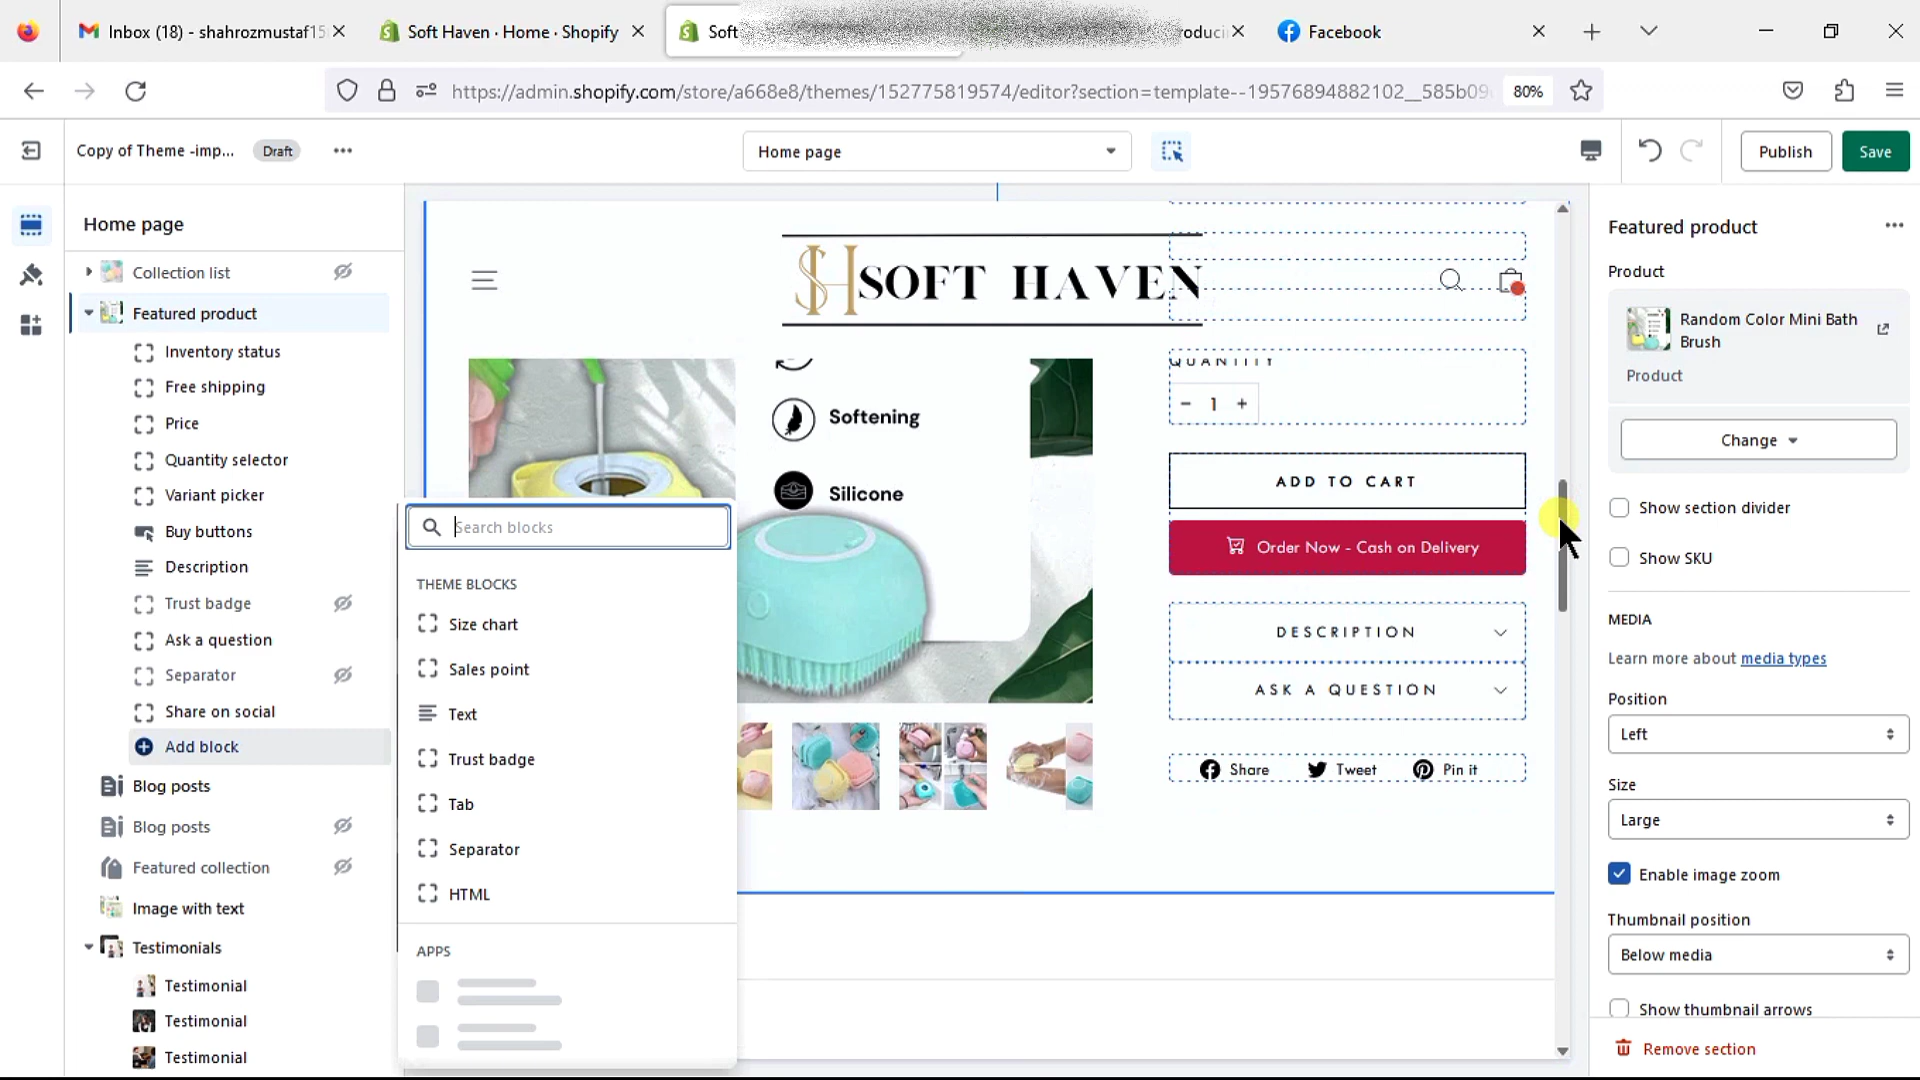 Inbox (18) - shahrozmustaf15
Soft Haven · Home · Shopify
Soft
roduci
Facebook
https://admin.shopify.com/store/a668e8/themes/152775819574/editor?section=template--19576894882102__585b09
80%
Copy of Theme -imp...
Draft
Home page
Publish
Save
Home page
Collection list
Featured product
Inventory status
Free shipping
Price
Quantity selector
Variant picker
Buy buttons
Description
Trust badge
Ask a question
Separator
Share on social
Add block
Blog posts
Blog posts
Featured collection
Image with text
Testimonials
Testimonial
Testimonial
Testimonial
Search blocks
THEME BLOCKS
Size chart
Sales point
Text
Trust badge
Tab
Separator
HTML
APPS
SH SOFT HAVEN
Softening
Silicone
QUANTITY
− 1 +
ADD TO CART
Order Now - Cash on Delivery
DESCRIPTION
ASK A QUESTION
Share Tweet Pin it
Featured product
Product
Random Color Mini Bath
Brush
Product
Change
Show section divider
Show SKU
MEDIA
Learn more about media types
Position
Left
Size
Large
Enable image zoom
Thumbnail position
Below media
Show thumbnail arrows
Remove section